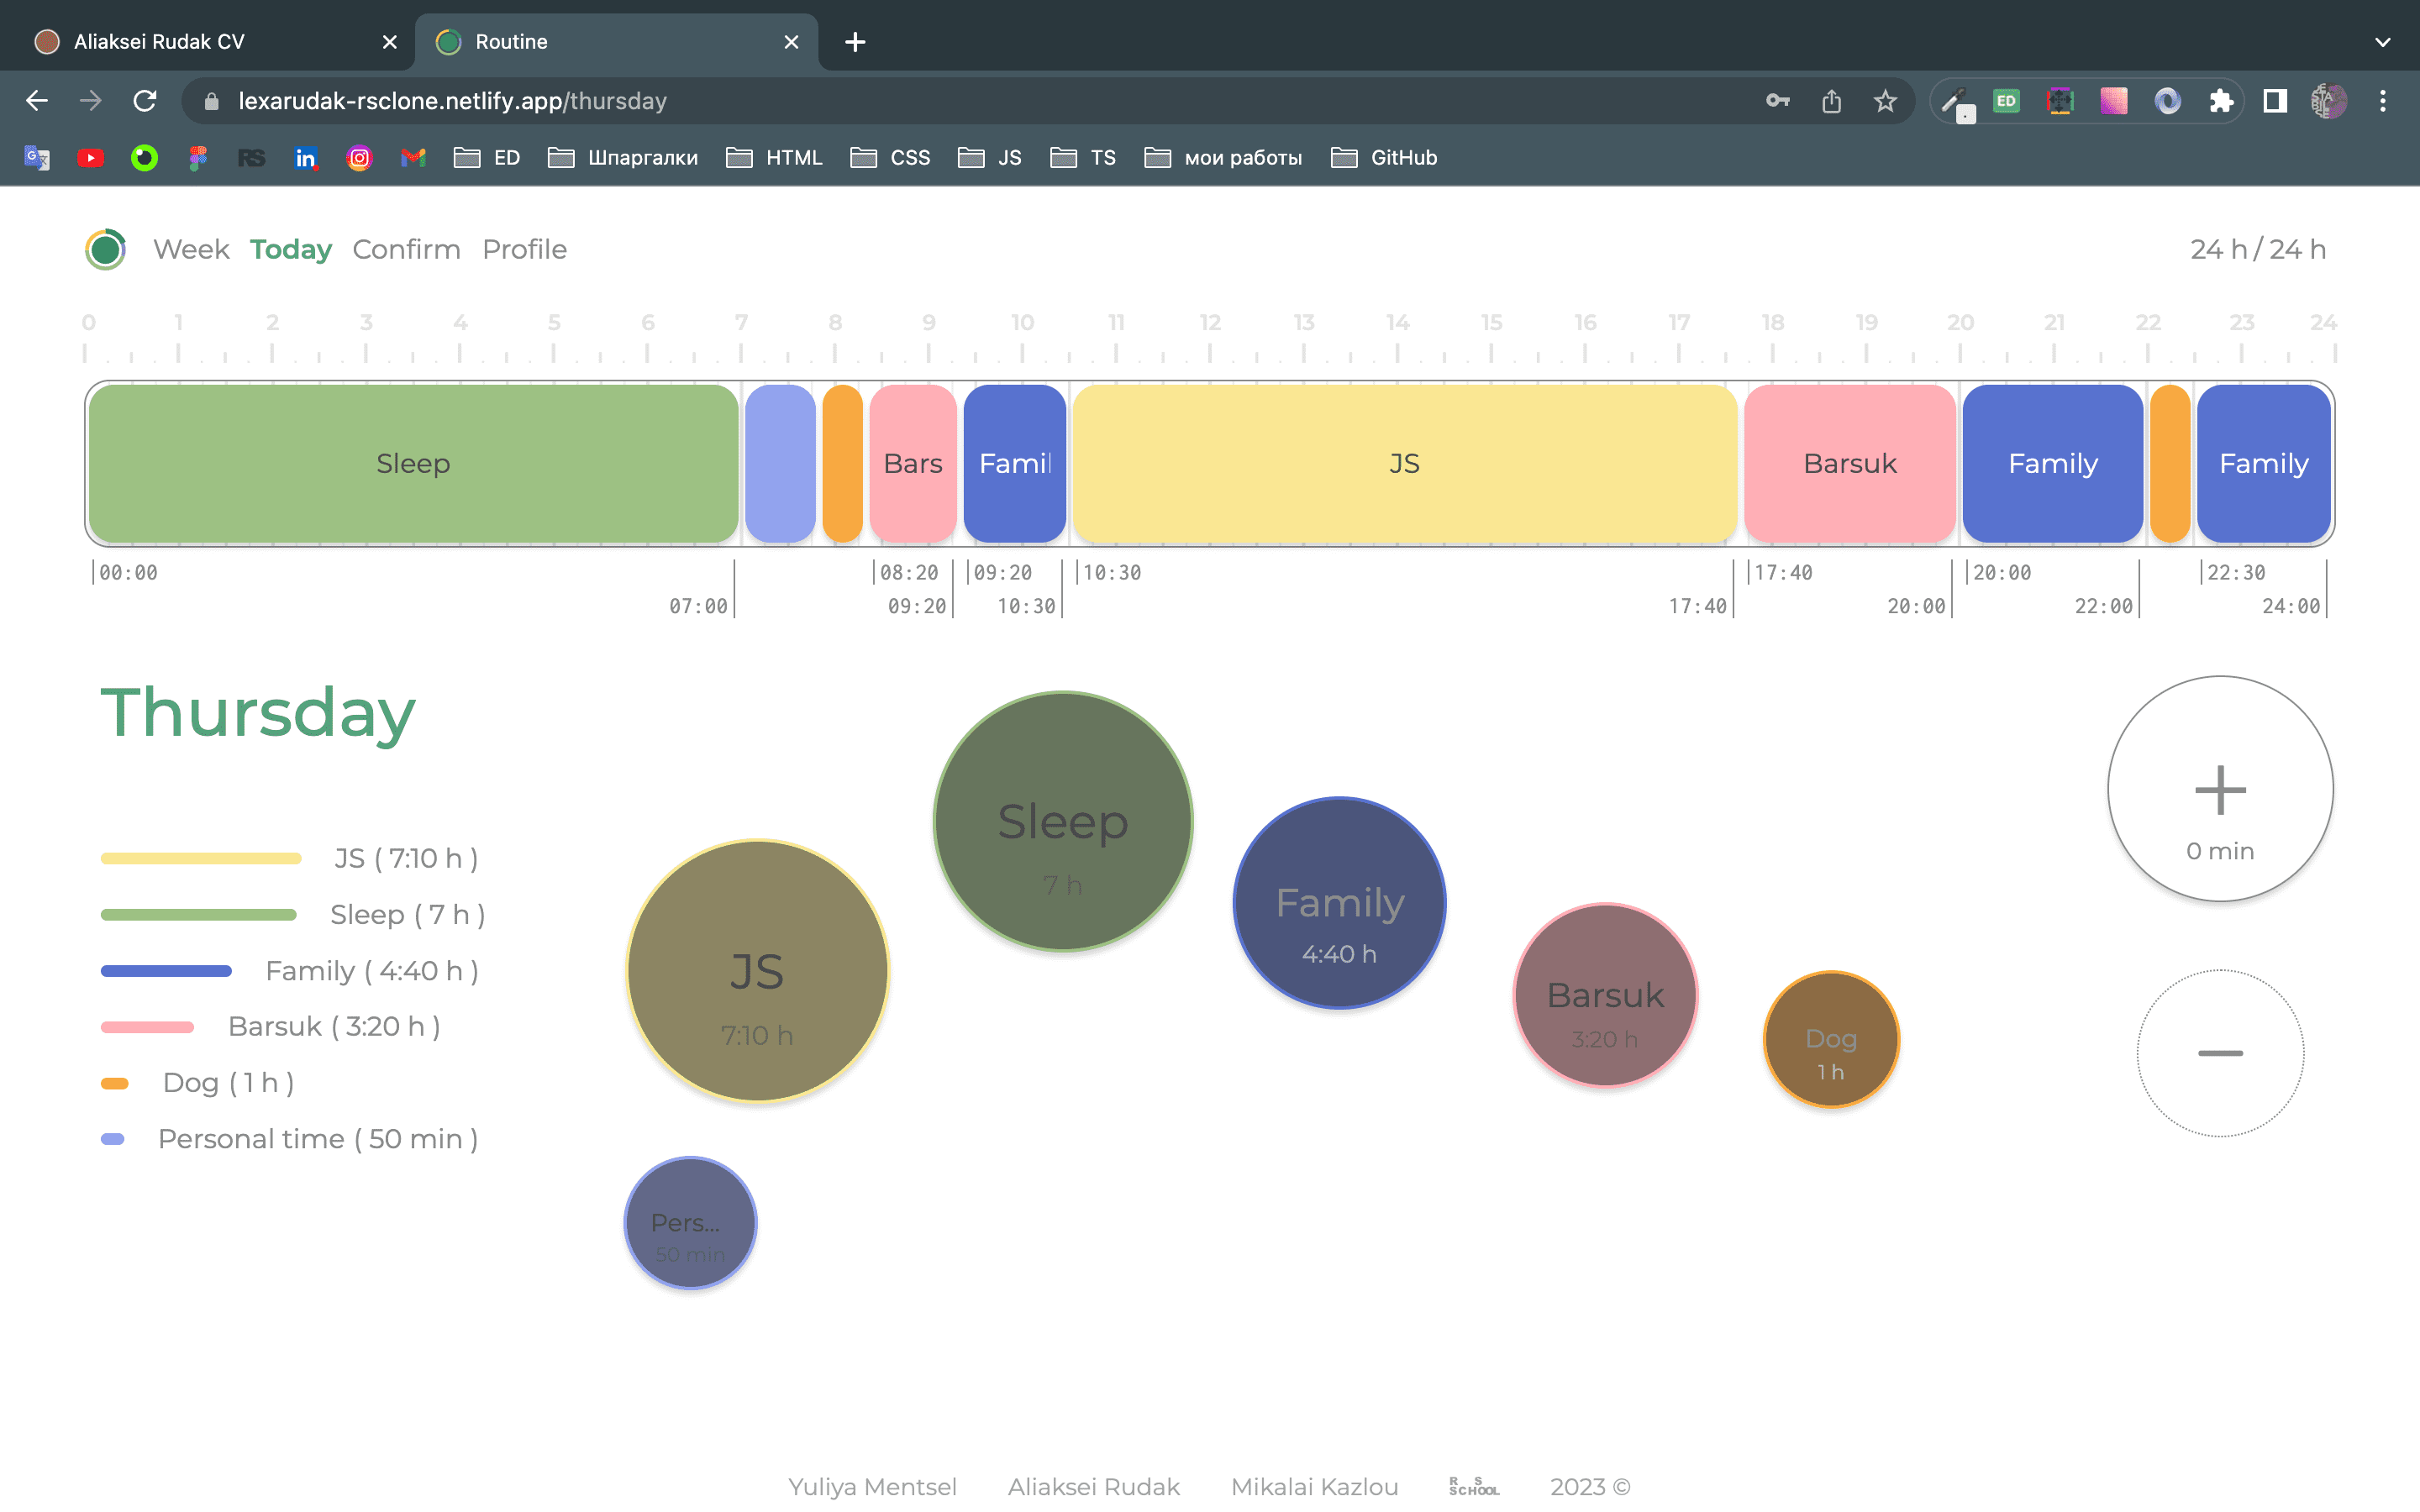 Aliaksei Rudak CV
Routine
lexarudak-rsclone.netlify.app/thursday
ED
RS
in
ED
Шпаргалки
HTML
CSS
JS
TS
мои работы
GitHub
Week Today Confirm Profile
24 h / 24 h
0 1 2 3 4 5 6 7 8 9 10 11 12 13 14 15 16 17 18 19 20 21 22 23 24
Sleep
Bars
Famil
JS
Barsuk
Family
Family
00:00 08:20 09:20 10:30 17:40 20:00 22:30
07:00 09:20 10:30 17:40 20:00 22:00 24:00
Thursday
JS ( 7:10 h )
Sleep ( 7 h )
Family ( 4:40 h )
Barsuk ( 3:20 h )
Dog ( 1 h )
Personal time ( 50 min )
JS
7:10 h
Sleep
7 h
Family
4:40 h
Barsuk
3:20 h
Dog
1 h
Pers...
50 min
0 min
Yuliya Mentsel Aliaksei Rudak Mikalai Kazlou RS SCHOOL 2023 ©